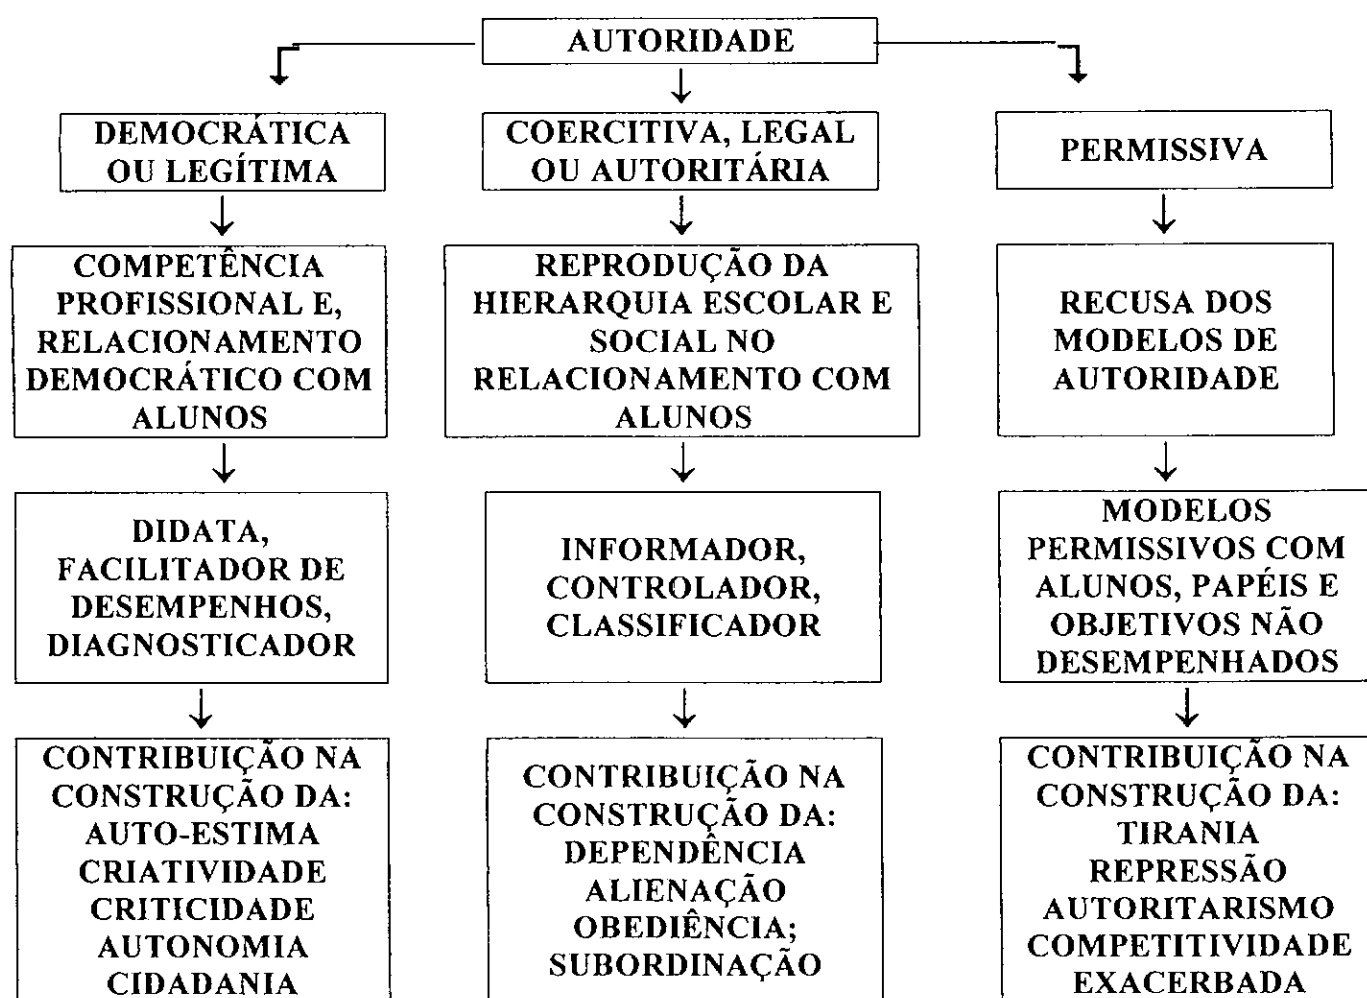 AUTORIDADE
DEMOCRÁTICA
OU LEGÍTIMA
COERCITIVA, LEGAL
OU AUTORITÁRIA
PERMISSIVA
COMPETÊNCIA
PROFISSIONAL E,
RELACIONAMENTO
DEMOCRÁTICO COM
ALUNOS
REPRODUÇÃO DA
HIERARQUIA ESCOLAR E
SOCIAL NO
RELACIONAMENTO COM
ALUNOS
RECUSA DOS
MODELOS DE
AUTORIDADE
DIDATA,
FACILITADOR DE
DESEMPENHOS,
DIAGNOSTICADOR
INFORMADOR,
CONTROLADOR,
CLASSIFICADOR
MODELOS
PERMISSIVOS COM
ALUNOS, PAPÉIS E
OBJETIVOS NÃO
DESEMPENHADOS
CONTRIBUIÇÃO NA
CONSTRUÇÃO DA:
AUTO-ESTIMA
CRIATIVIDADE
CRITICIDADE
AUTONOMIA
CIDADANIA
CONTRIBUIÇÃO NA
CONSTRUÇÃO DA:
DEPENDÊNCIA
ALIENAÇÃO
OBEDIÊNCIA;
SUBORDINAÇÃO
CONTRIBUIÇÃO NA
CONSTRUÇÃO DA:
TIRANIA
REPRESSÃO
AUTORITARISMO
COMPETITIVIDADE
EXACERBADA